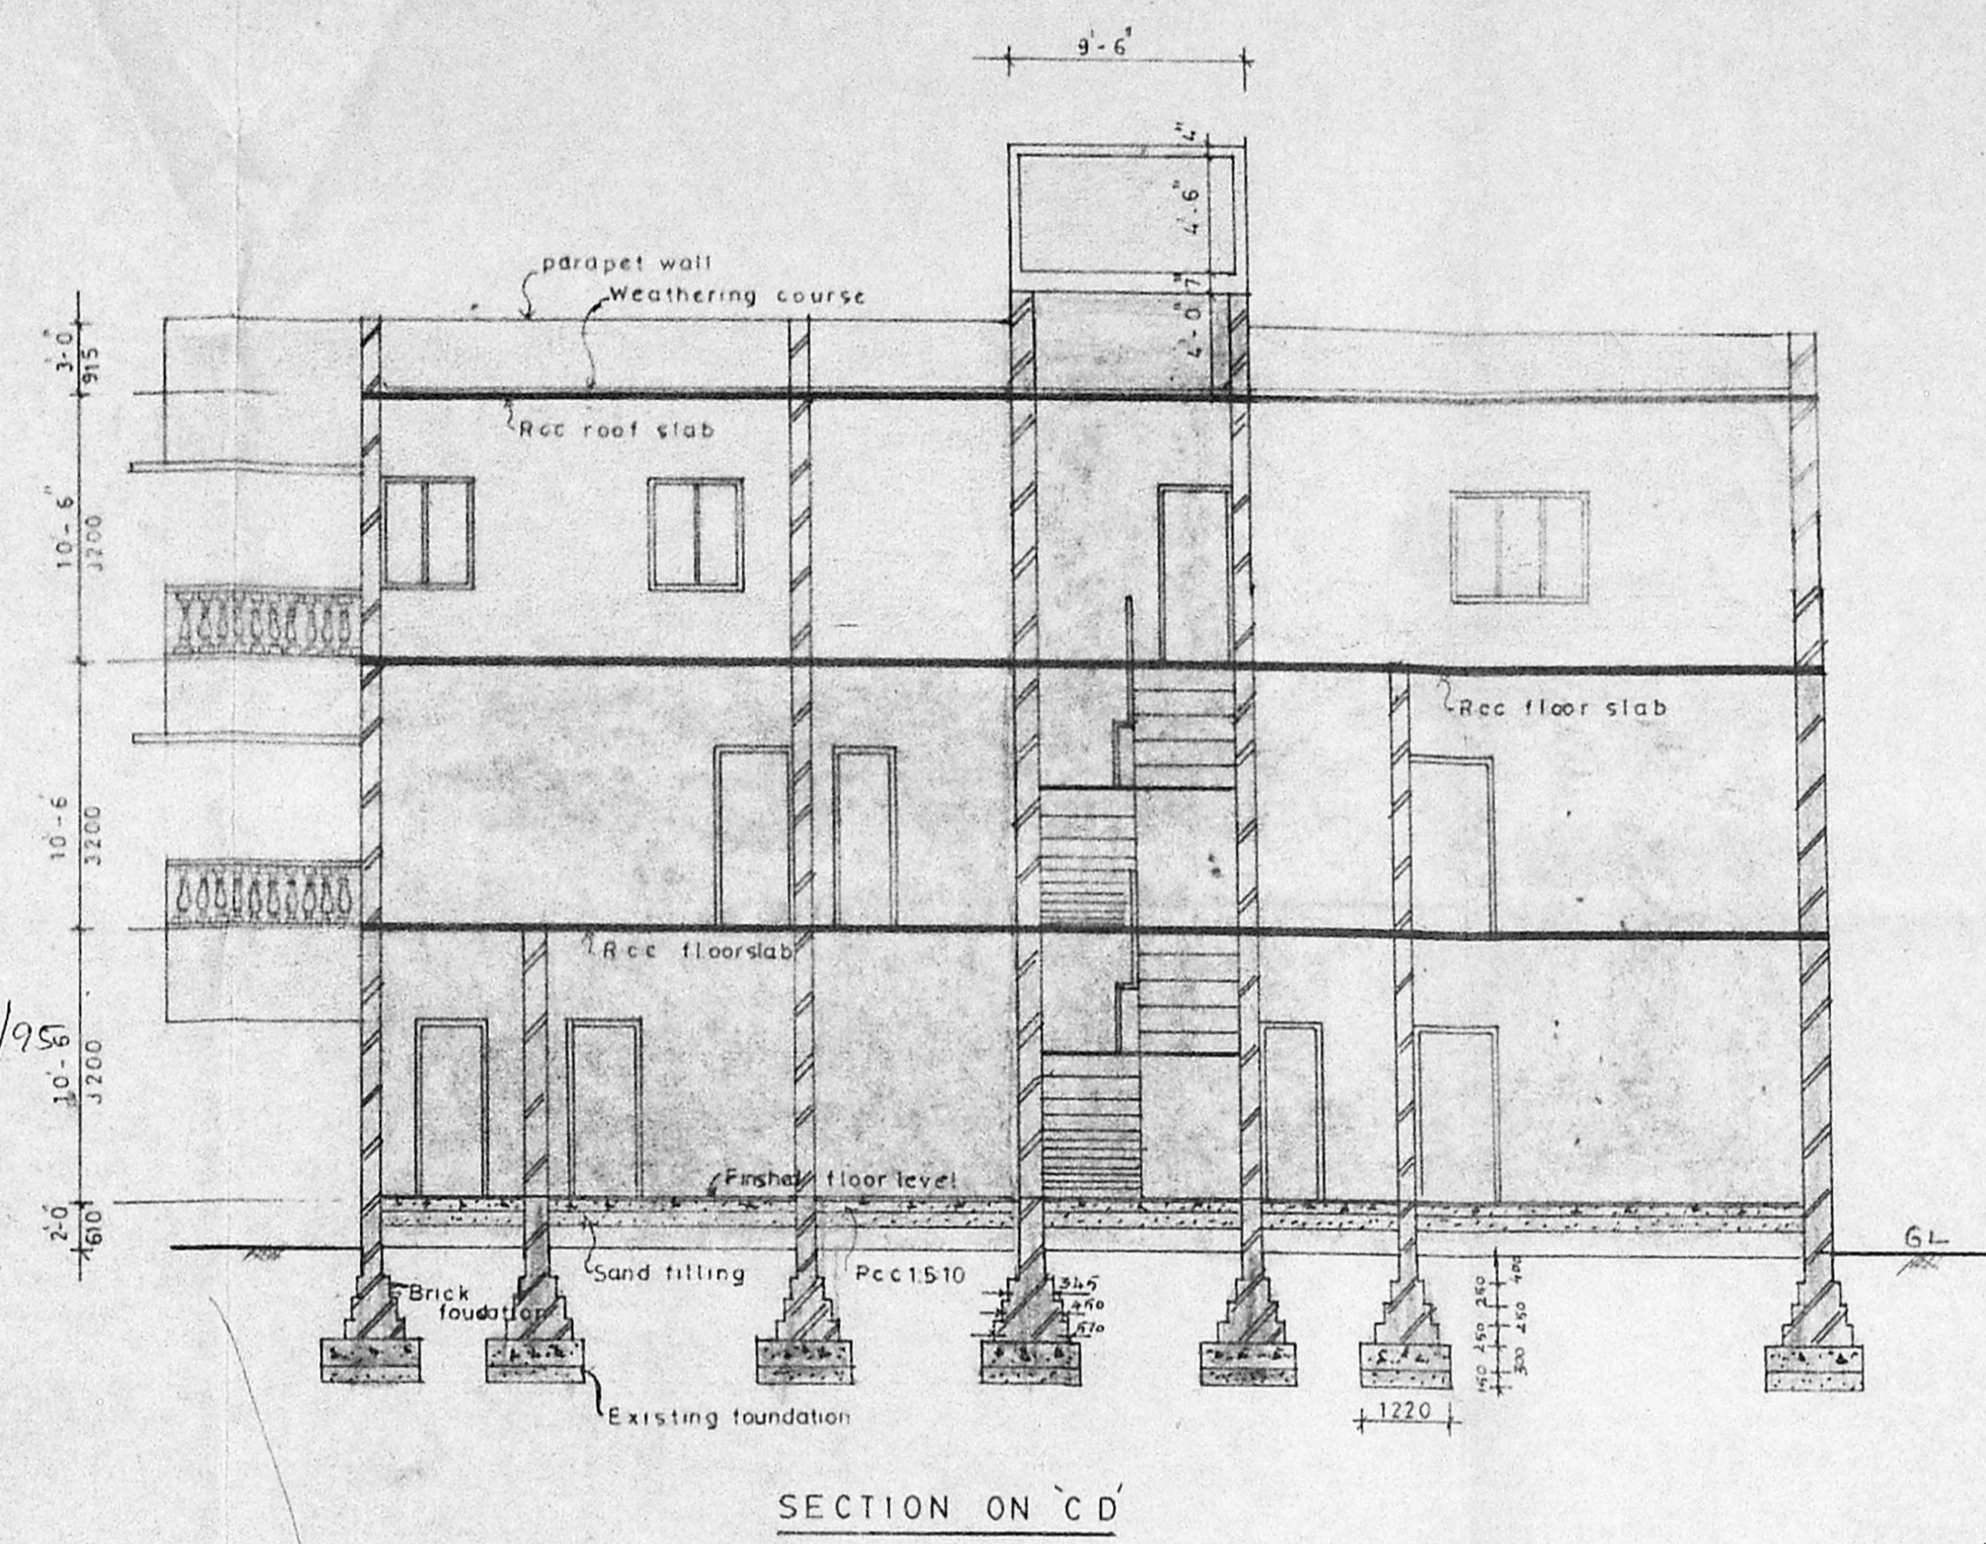 9'-6"
4"
4'-6"
7"
4'-0"
parapet wall
Weathering course
3'-0"
915
Rcc roof slab
10'-6"
3200
Rcc floor slab
10'-6
3200
Rcc floorslab
/95
10'-6"
3200
Finshed floor level
2'-0"
610
GL
Sand filling
Pcc 1:5:10
Brick
foudation
345
450
570
400
250
250
250
300
150
Existing foundation
1220
SECTION ON 'CD'